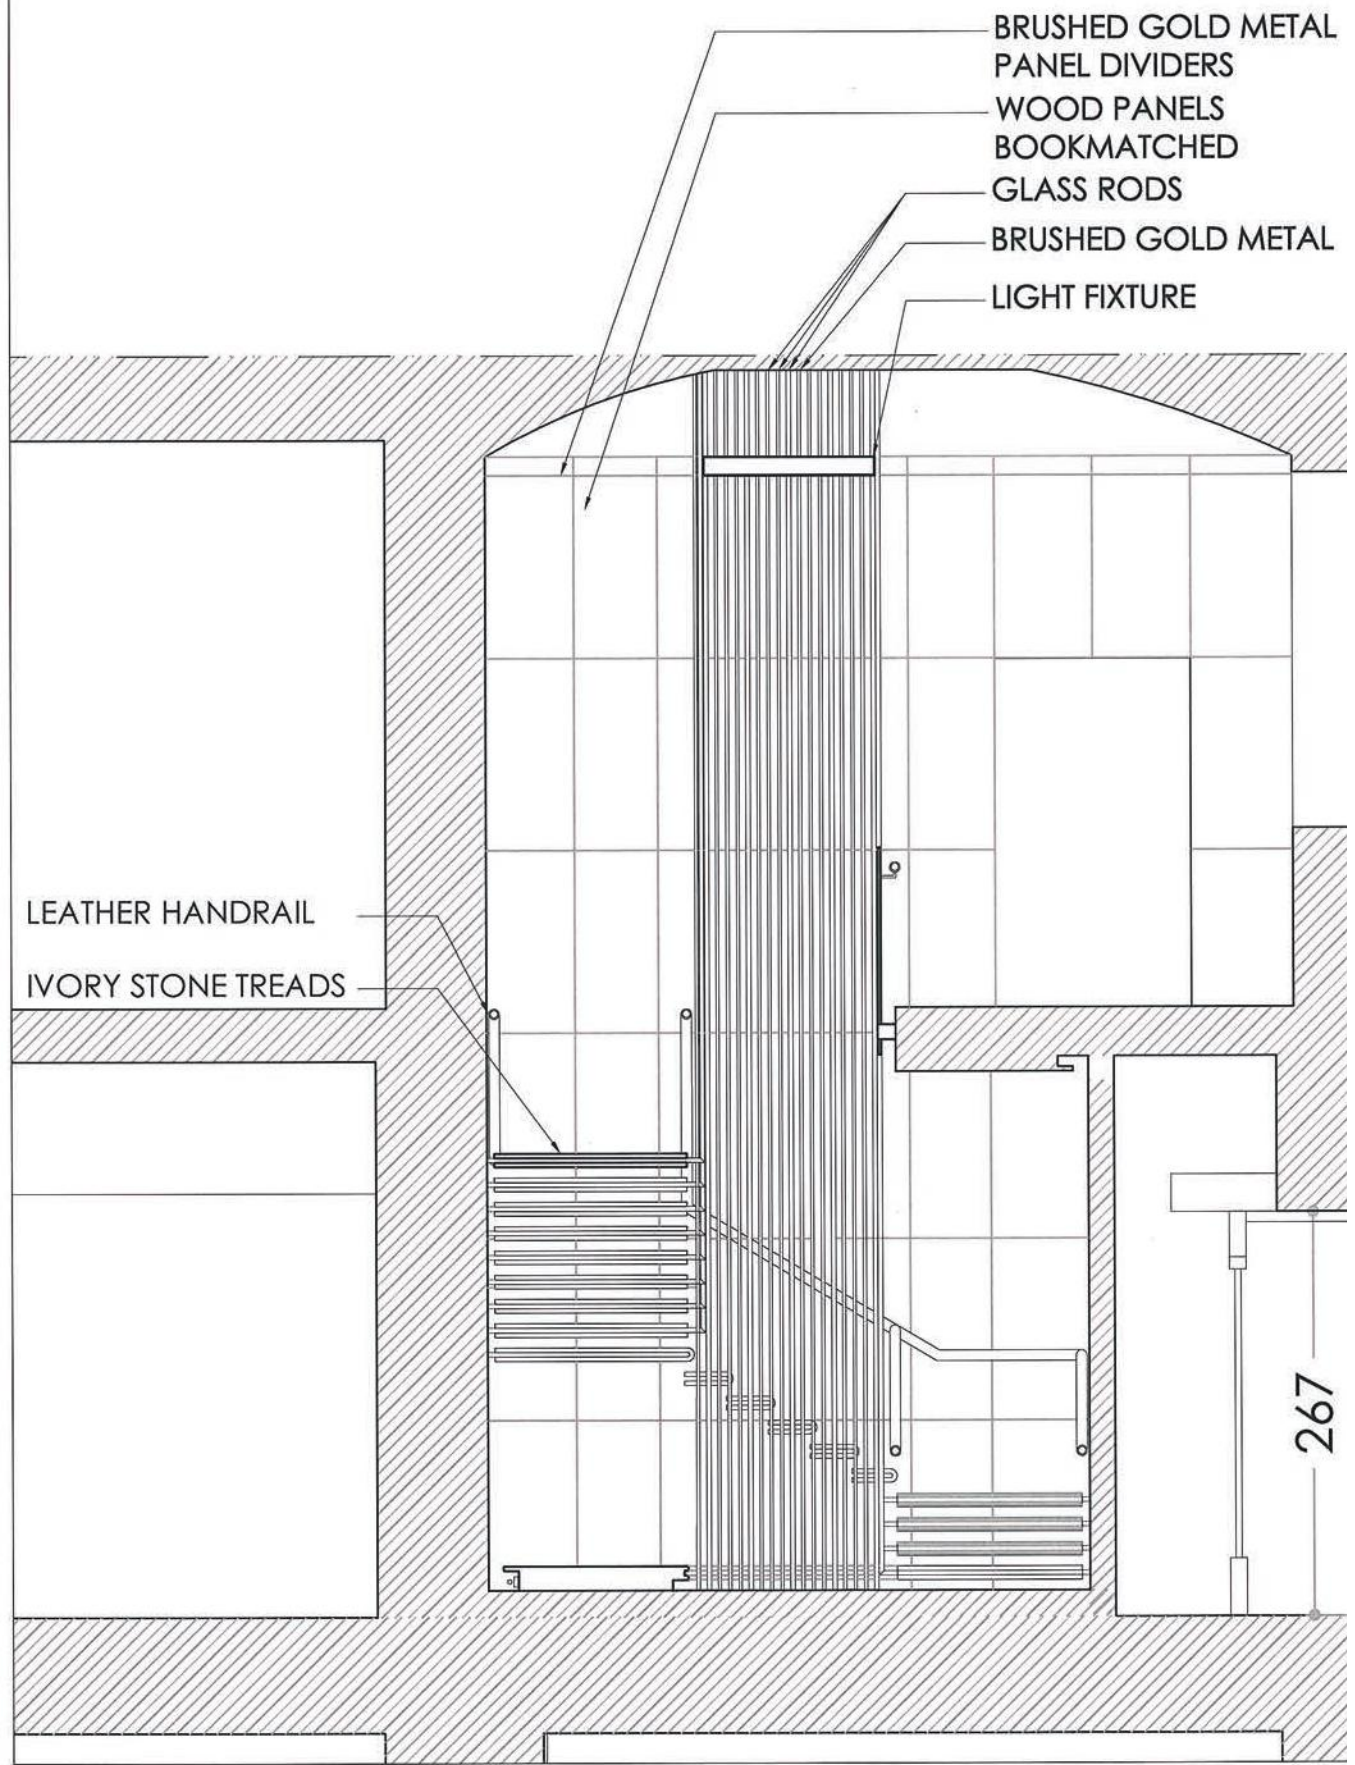 BRUSHED GOLD METAL
PANEL DIVIDERS
WOOD PANELS
BOOKMATCHED
GLASS RODS
BRUSHED GOLD METAL
LIGHT FIXTURE
LEATHER HANDRAIL
IVORY STONE TREADS
267